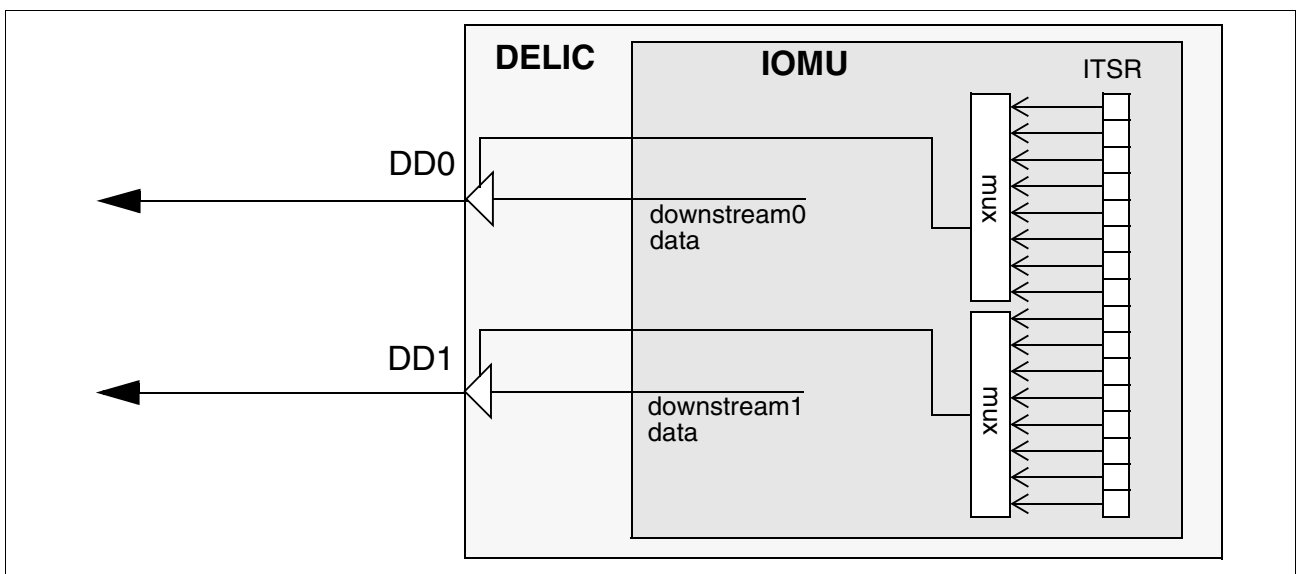 DELIC
IOMU
ITSR
DD0
mux
downstream0
data
DD1
mux
downstream1
data